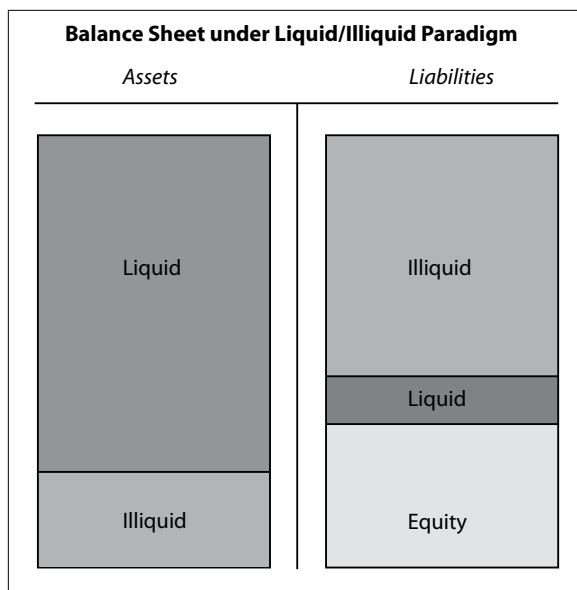 Balance Sheet under Liquid/Illiquid Paradigm
Assets
Liabilities
Liquid
Illiquid
Illiquid
Liquid
Equity